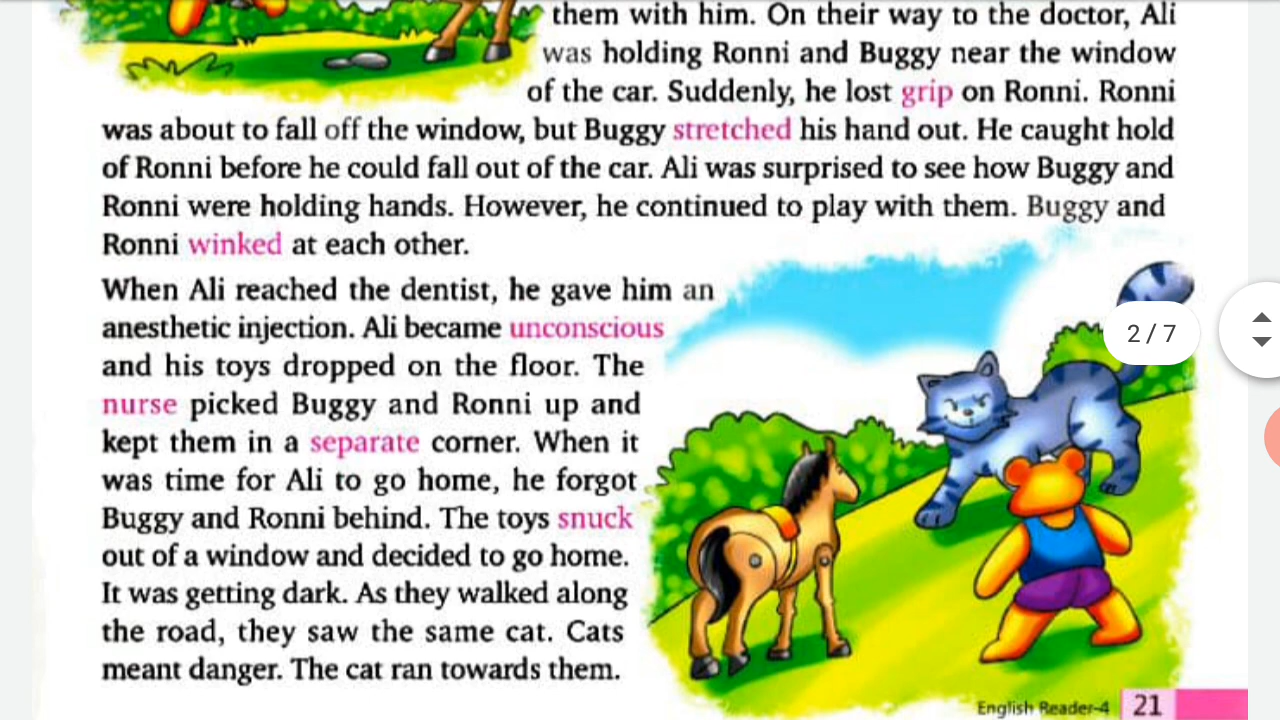 them with him. On their way to the doctor, Ali
was holding Ronni and Buggy near the window
of the car. Suddenly, he lost grip on Ronni. Ronni
was about to fall off the window, but Buggy stretched his hand out. He caught hold
of Ronni before he could fall out of the car. Ali was surprised to see how Buggy and
Ronni were holding hands. However, he continued to play with them. Buggy and
Ronni winked at each other.
When Ali reached the dentist, he gave him an
anesthetic injection. Ali became unconscious
and his toys dropped on the floor. The
nurse picked Buggy and Ronni up and
kept them in a separate corner. When it
was time for Ali to go home, he forgot
Buggy and Ronni behind. The toys snuck
out of a window and decided to go home.
It was getting dark. As they walked along
the road, they saw the same cat. Cats
meant danger. The cat ran towards them.
2 / 7
English Reader-4 21